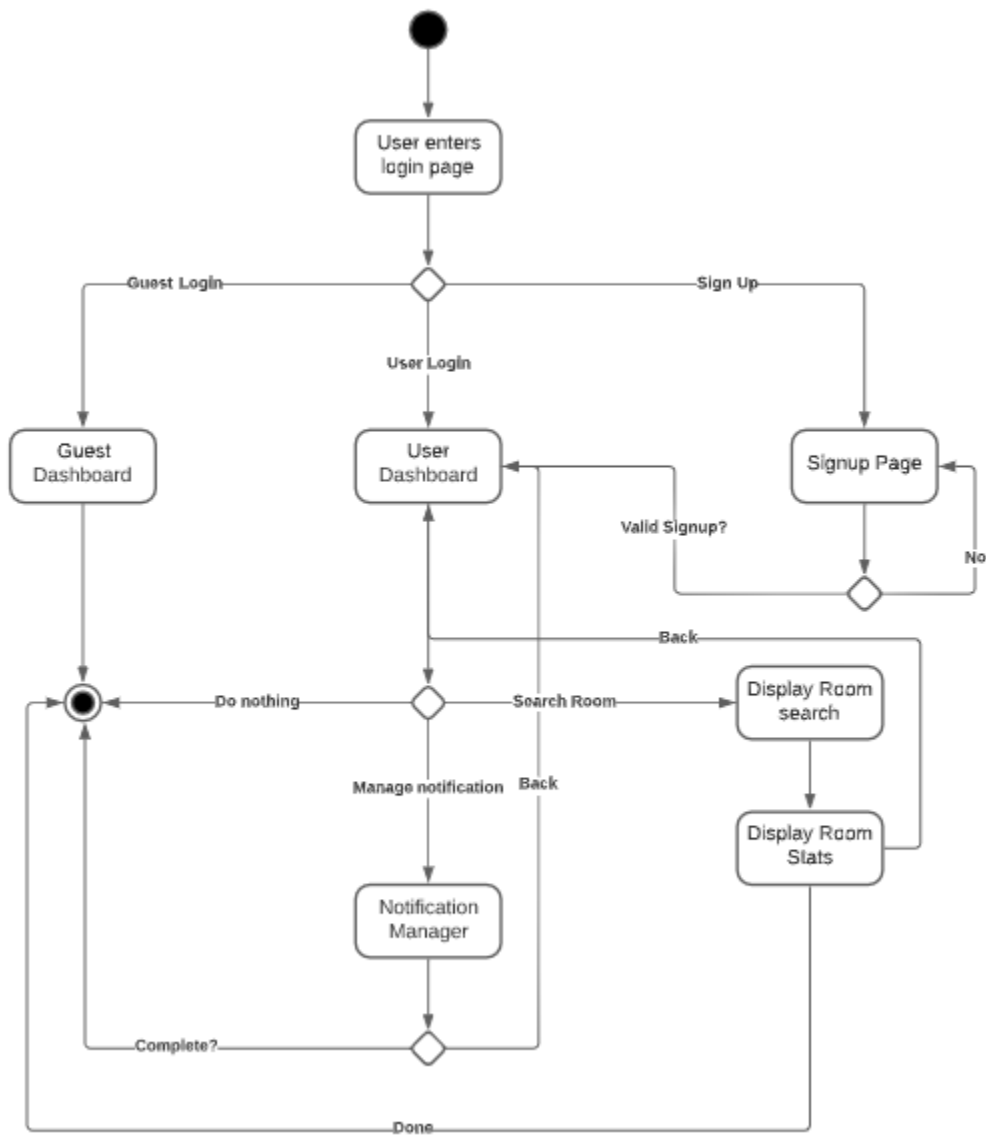 User enters
login page
Guest Login
Sign Up
User Login
Guest
Dashboard
User
Dashboard
Signup Page
Valid Signup?
No
Back
Do nothing
Search Room
Display Room
search
Manage notification
Back
Display Room
Stats
Notification
Manager
Complete?
Done